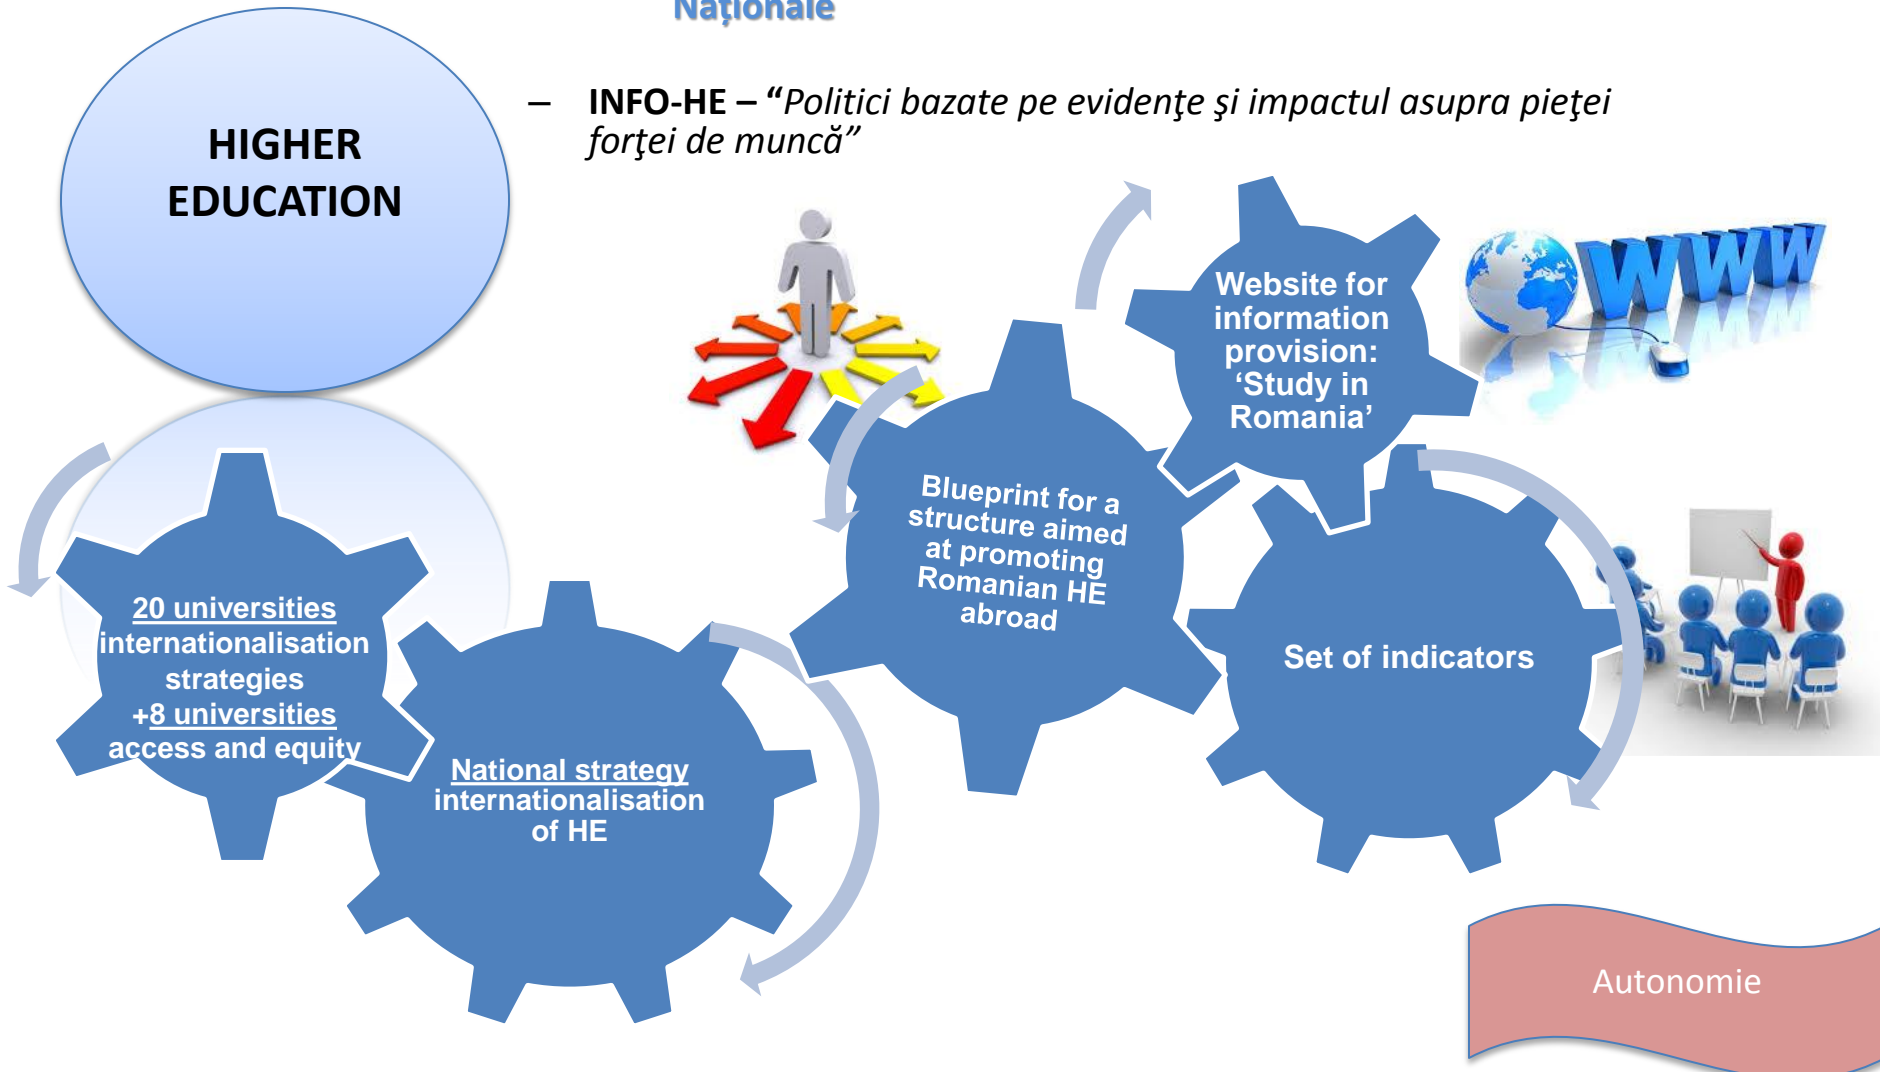 Naționale
– INFO-HE – “Politici bazate pe evidenţe şi impactul asupra pieţei
forţei de muncă”
HIGHER
EDUCATION
WWW
Website for
information
provision:
‘Study in
Romania’
Blueprint for a
structure aimed
at promoting
Romanian HE
abroad
Set of indicators
20 universities
internationalisation
strategies
+8 universities
access and equity
National strategy
internationalisation
of HE
Autonomie